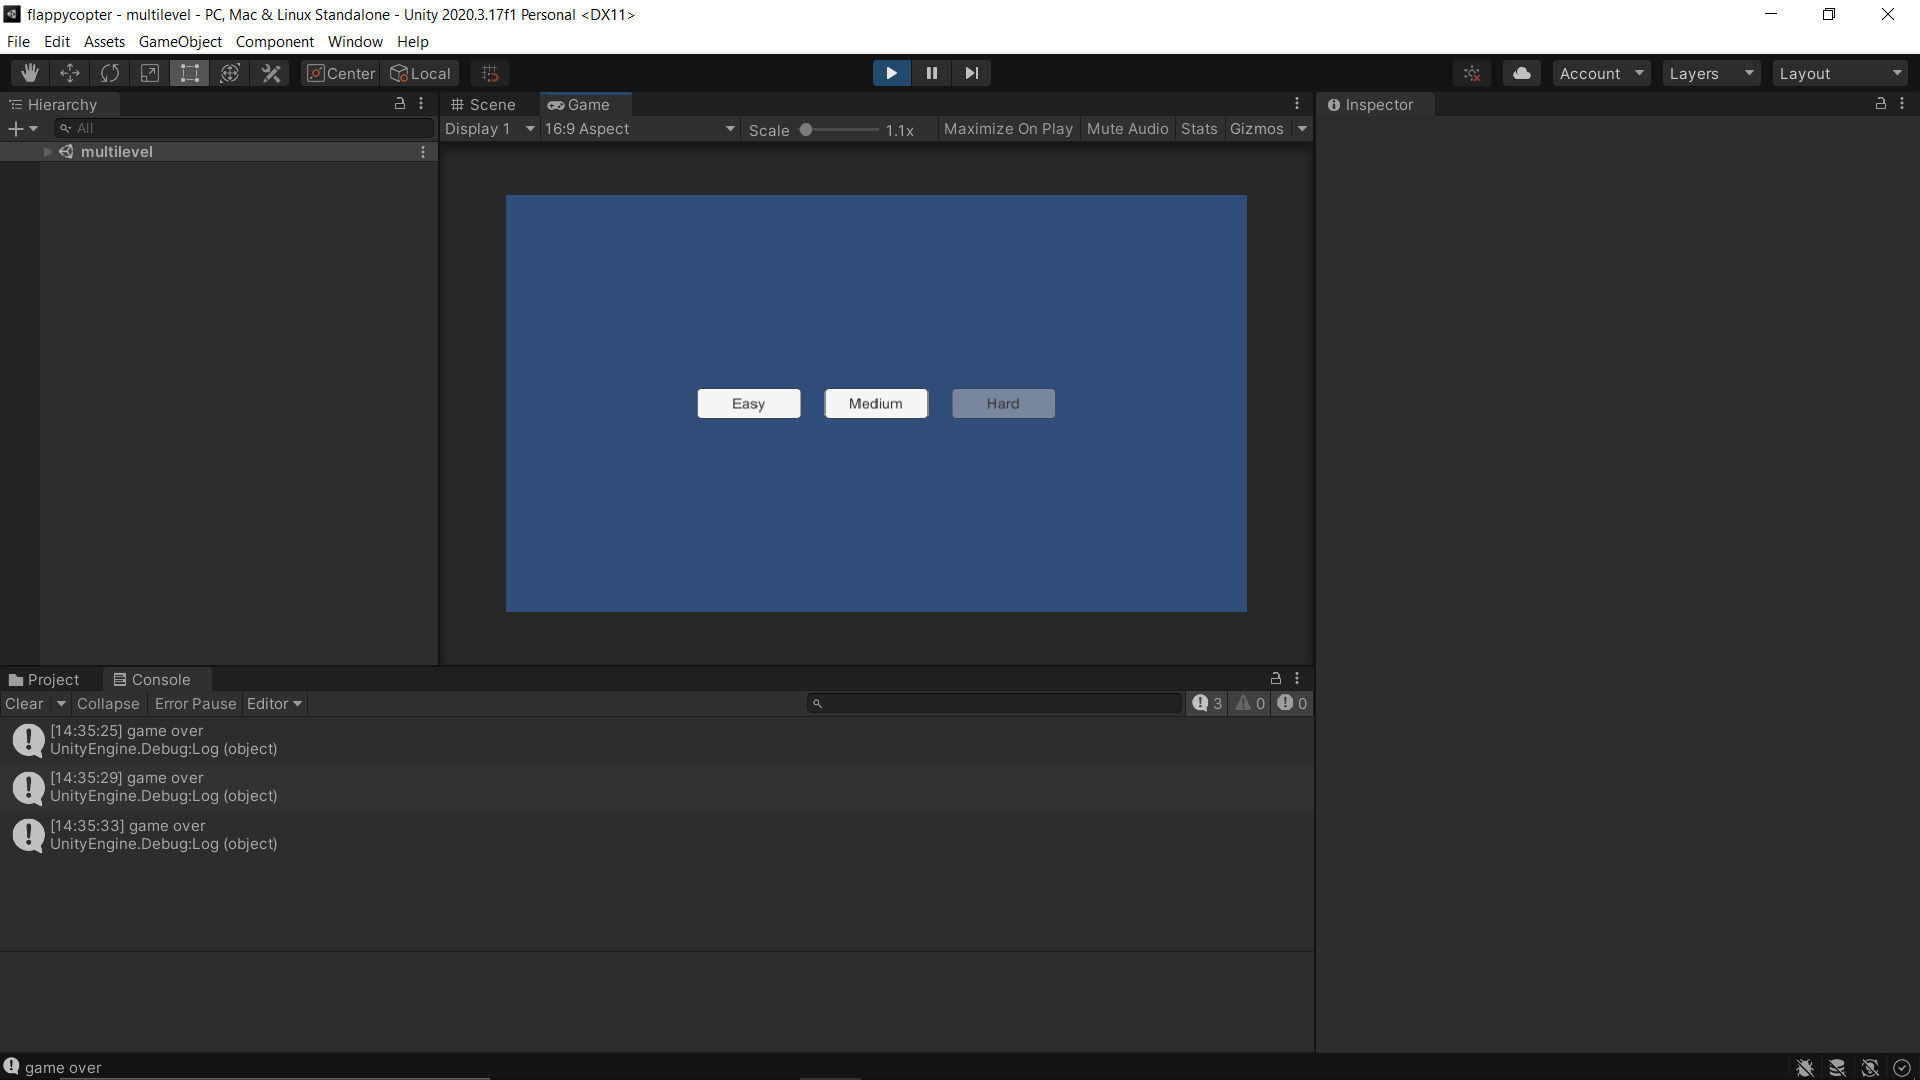 flappycopter - multilevel - PC, Mac & Linux Standalone - Unity 2020.3.17f1 Personal <DX11>
File Edit Assets GameObject Component Window Help
Center Local Account Layers Layout
Hierarchy
All
multilevel
Scene Game
Display 1 16:9 Aspect Scale 1.1x Maximize On Play Mute Audio Stats Gizmos
Easy Medium Hard
Inspector
Project Console
Clear Collapse Error Pause Editor 3 0 0
[14:35:25] game over
UnityEngine.Debug:Log (object)
[14:35:29] game over
UnityEngine.Debug:Log (object)
[14:35:33] game over
UnityEngine.Debug:Log (object)
game over